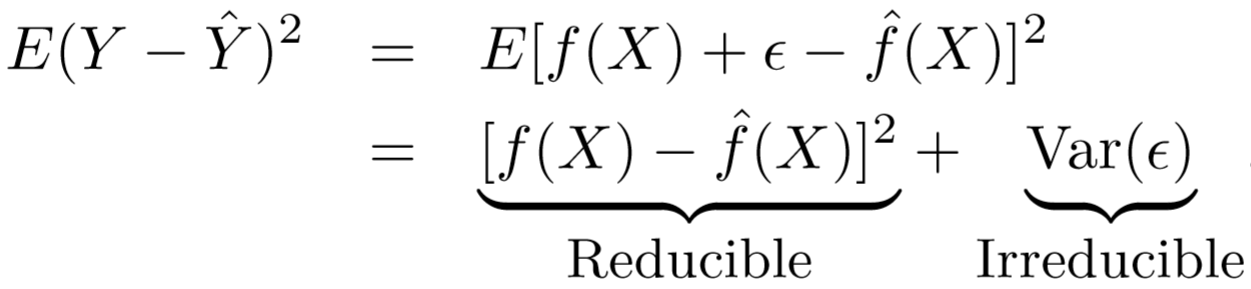 E(Y − Ŷ)² = E[f(X) + ϵ − f̂(X)]²
= [f(X) − f̂(X)]² + Var(ϵ) .
Reducible Irreducible